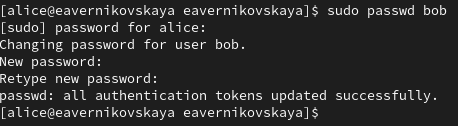 [alice@eavernikovskaya eavernikovskaya]$ sudo passwd bob
[sudo] password for alice:
Changing password for user bob.
New password:
Retype new password:
passwd: all authentication tokens updated successfully.
[alice@eavernikovskaya eavernikovskaya]$